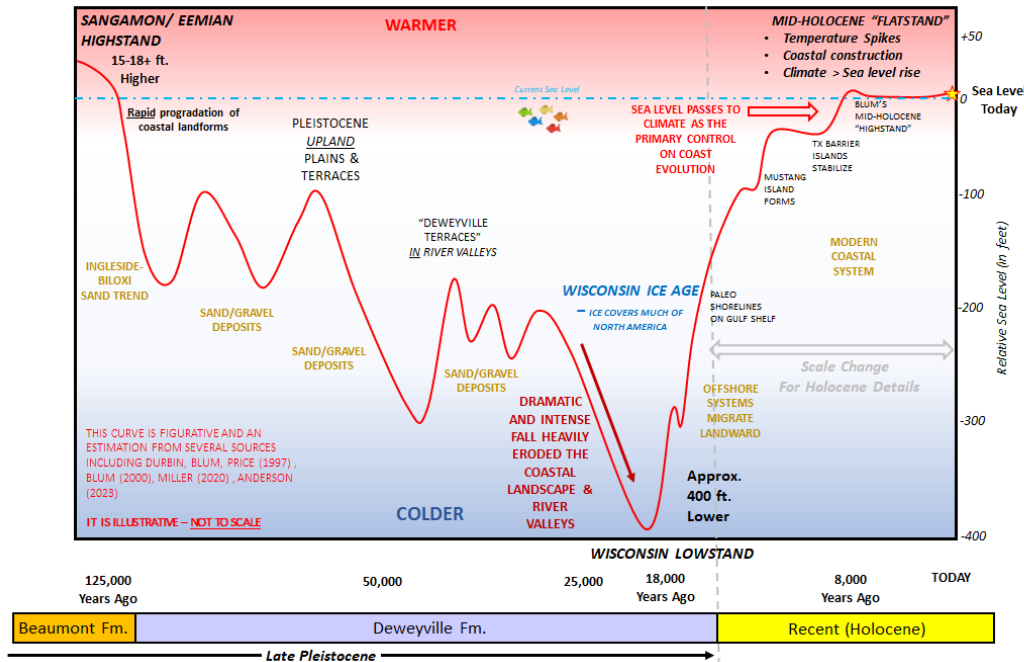 SANGAMON/ EEMIAN
HIGHSTAND
15-18+ ft.
Higher
WARMER
MID-HOLOCENE “FLATSTAND”
• Temperature Spikes
• Coastal construction
• Climate > Sea level rise
+50
Current Sea Level
0
Sea Level
Today
Rapid progradation of
coastal landforms
PLEISTOCENE
UPLAND
PLAINS &
TERRACES
SEA LEVEL PASSES TO
CLIMATE AS THE
PRIMARY CONTROL
ON COAST
EVOLUTION
BLUM’S
MID-HOLOCENE
“HIGHSTAND”
TX BARRIER
ISLANDS
STABILIZE
MUSTANG
ISLAND
FORMS
-100
“DEWEYVILLE
TERRACES”
IN RIVER VALLEYS
MODERN
COASTAL
SYSTEM
INGLESIDE-
BILOXI
SAND TREND
SAND/GRAVEL
DEPOSITS
WISCONSIN ICE AGE
– ICE COVERS MUCH OF
NORTH AMERICA
PALEO
SHORELINES
ON GULF SHELF
-200
Relative Sea Level (in feet)
SAND/GRAVEL
DEPOSITS
SAND/GRAVEL
DEPOSITS
Scale Change
For Holocene Details
OFFSHORE
SYSTEMS
MIGRATE
LANDWARD
DRAMATIC
AND INTENSE
FALL HEAVILY
ERODED THE
COASTAL
LANDSCAPE &
RIVER
VALLEYS
-300
THIS CURVE IS FIGURATIVE AND AN
ESTIMATION FROM SEVERAL SOURCES
INCLUDING DURBIN, BLUM, PRICE (1997) ,
BLUM (2000), MILLER (2020) , ANDERSON
(2023)
IT IS ILLUSTRATIVE – NOT TO SCALE
COLDER
Approx.
400 ft.
Lower
-400
WISCONSIN LOWSTAND
125,000
Years Ago
50,000
25,000
18,000
Years Ago
8,000
Years Ago
TODAY
Beaumont Fm.
Deweyville Fm.
Recent (Holocene)
Late Pleistocene